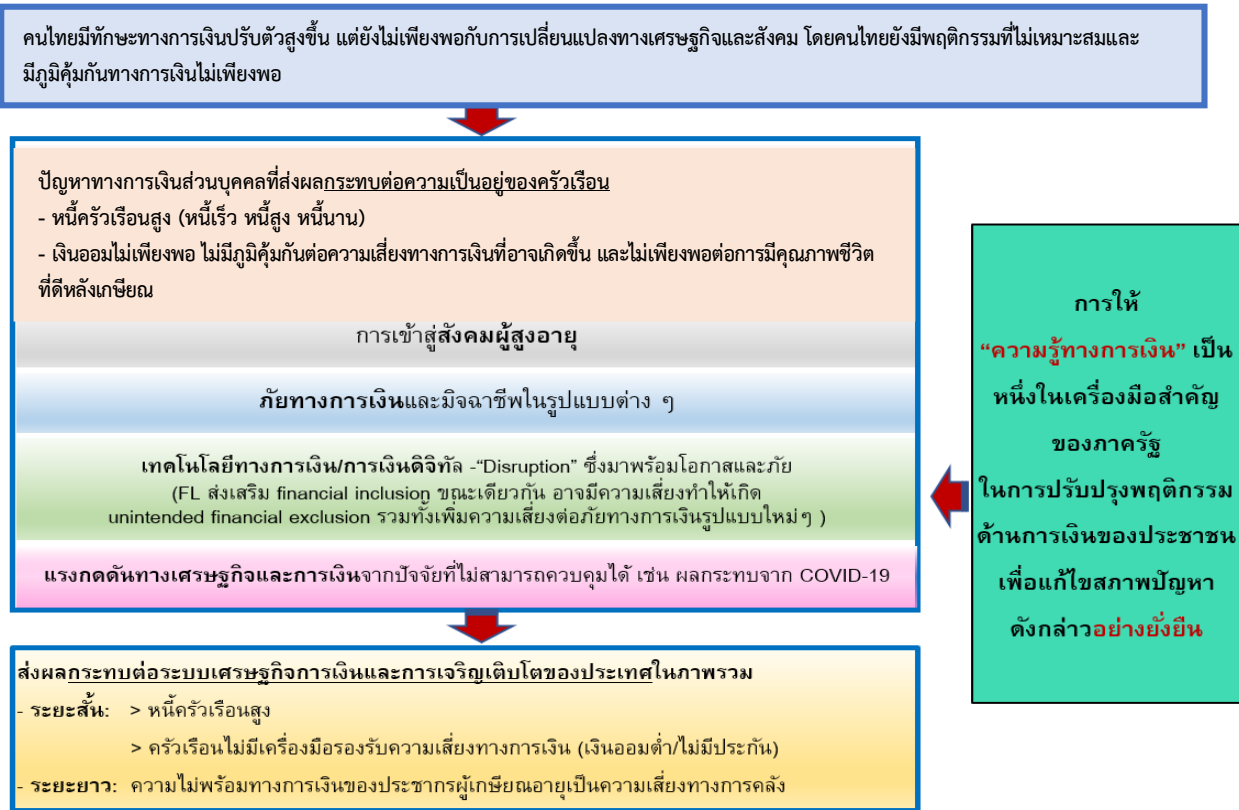 คนไทยมีทักษะทางการเงินปรับตัวสูงขึ้น แต่ยังไม่เพียงพอกับการเปลี่ยนแปลงทางเศรษฐกิจและสังคม โดยคนไทยยังมีพฤติกรรมที่ไม่เหมาะสมและ
มีภูมิคุ้มกันทางการเงินไม่เพียงพอ
ปัญหาทางการเงินส่วนบุคคลที่ส่งผลกระทบต่อความเป็นอยู่ของครัวเรือน
- หนี้ครัวเรือนสูง (หนี้เร็ว หนี้สูง หนี้นาน)
- เงินออมไม่เพียงพอ ไม่มีภูมิคุ้มกันต่อความเสี่ยงทางการเงินที่อาจเกิดขึ้น และไม่เพียงพอต่อการมีคุณภาพชีวิต
ที่ดีหลังเกษียณ
การเข้าสู่สังคมผู้สูงอายุ
ภัยทางการเงินและมิจฉาชีพในรูปแบบต่าง ๆ
เทคโนโลยีทางการเงิน/การเงินดิจิทัล -“Disruption” ซึ่งมาพร้อมโอกาสและภัย
(FL ส่งเสริม financial inclusion ขณะเดียวกัน อาจมีความเสี่ยงทำให้เกิด
unintended financial exclusion รวมทั้งเพิ่มความเสี่ยงต่อภัยทางการเงินรูปแบบใหม่ๆ )
แรงกดดันทางเศรษฐกิจและการเงินจากปัจจัยที่ไม่สามารถควบคุมได้ เช่น ผลกระทบจาก COVID-19
การให้
“ความรู้ทางการเงิน” เป็น
หนึ่งในเครื่องมือสำคัญ
ของภาครัฐ
ในการปรับปรุงพฤติกรรม
ด้านการเงินของประชาชน
เพื่อแก้ไขสภาพปัญหา
ดังกล่าวอย่างยั่งยืน
ส่งผลกระทบต่อระบบเศรษฐกิจการเงินและการเจริญเติบโตของประเทศในภาพรวม
- ระยะสั้น: > หนี้ครัวเรือนสูง
> ครัวเรือนไม่มีเครื่องมือรองรับความเสี่ยงทางการเงิน (เงินออมต่ำ/ไม่มีประกัน)
- ระยะยาว: ความไม่พร้อมทางการเงินของประชากรผู้เกษียณอายุเป็นความเสี่ยงทางการคลัง